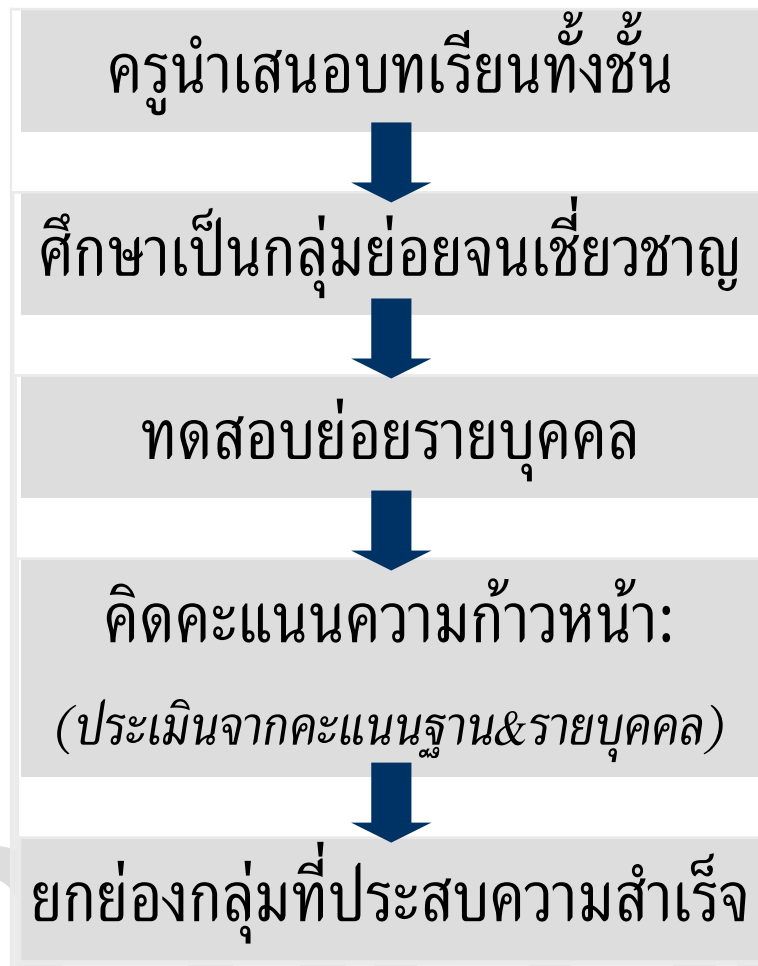 ครูนำเสนอบทเรียนทั้งชั้น
ศึกษาเป็นกลุ่มย่อยจนเชี่ยวชาญ
ทดสอบย่อยรายบุคคล
คิดคะแนนความก้าวหน้า:
(ประเมินจากคะแนนฐาน&รายบุคคล)
ยกย่องกลุ่มที่ประสบความสำเร็จ